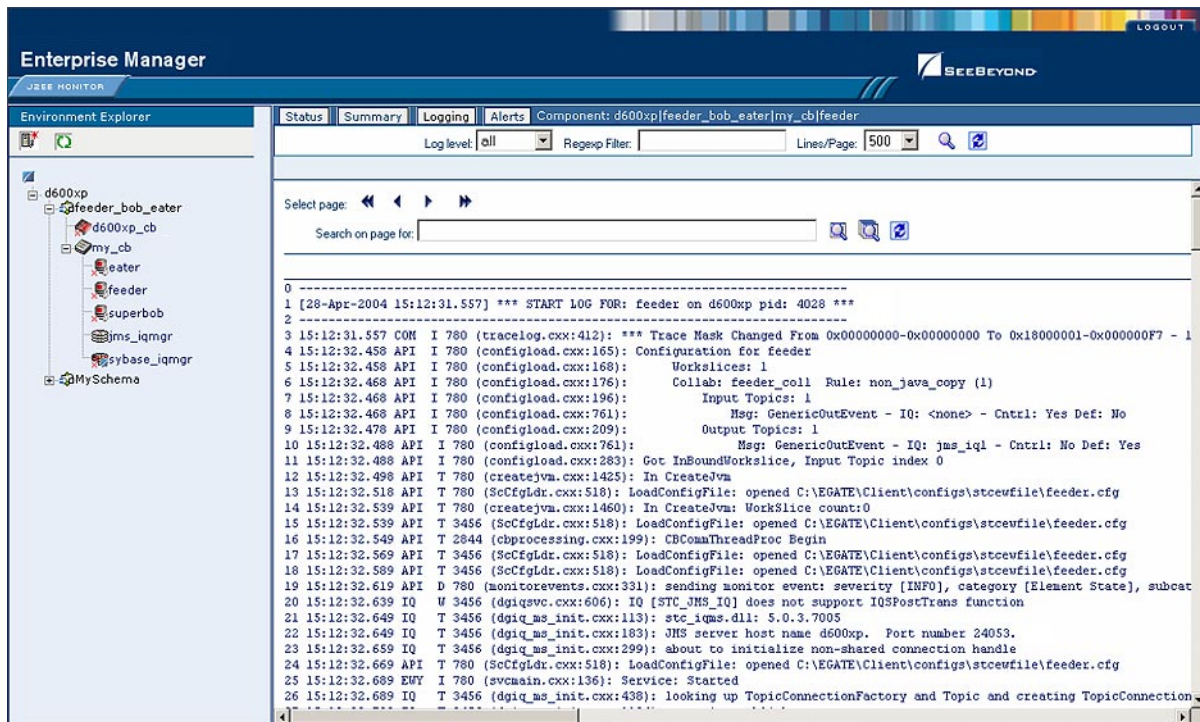 LOGOUT
Enterprise Manager
SEEBEYOND
J2EE MONITOR
Environment Explorer
Status Summary Logging Alerts Component: d600xp|feeder_bob_eater|my_cb|feeder
Log level: all Regexp Filter: Lines/Page: 500
d600xp
feeder_bob_eater
d600xp_cb
my_cb
eater
feeder
superbob
jms_iqmgr
sybase_iqmgr
MySchema
Select page:
Search on page for:
0 --------------------------------------------------------------------------------
1 [28-Apr-2004 15:12:31.557] *** START LOG FOR: feeder on d600xp pid: 4028 ***
2 --------------------------------------------------------------------------------
3 15:12:31.557 COM I 780 (tracelog.cxx:412): *** Trace Mask Changed From 0x00000000-0x00000000 To 0x18000001-0x000000F7 - 1
4 15:12:32.458 API I 780 (configload.cxx:165): Configuration for feeder
5 15:12:32.458 API I 780 (configload.cxx:168): Workslices: 1
6 15:12:32.468 API I 780 (configload.cxx:176): Collab: feeder_coll Rule: non_java_copy (1)
7 15:12:32.468 API I 780 (configload.cxx:196): Input Topics: 1
8 15:12:32.468 API I 780 (configload.cxx:761): Msg: GenericOutEvent - IQ: <none> - Cntrl: Yes Def: No
9 15:12:32.478 API I 780 (configload.cxx:209): Output Topics: 1
10 15:12:32.488 API I 780 (configload.cxx:761): Msg: GenericOutEvent - IQ: jms_iq1 - Cntrl: No Def: Yes
11 15:12:32.488 API I 780 (configload.cxx:283): Got InBoundWorkslice, Input Topic index 0
12 15:12:32.498 API T 780 (createjvm.cxx:1425): In CreateJvm
13 15:12:32.518 API T 780 (ScCfgLdr.cxx:518): LoadConfigFile: opened C:\EGATE\Client\configs\stcewfile\feeder.cfg
14 15:12:32.539 API T 780 (createjvm.cxx:1460): In CreateJvm: WorkSlice count:0
15 15:12:32.539 API T 3456 (ScCfgLdr.cxx:518): LoadConfigFile: opened C:\EGATE\Client\configs\stcewfile\feeder.cfg
16 15:12:32.549 API T 2844 (cbprocessing.cxx:199): CBCommThreadProc Begin
17 15:12:32.569 API T 3456 (ScCfgLdr.cxx:518): LoadConfigFile: opened C:\EGATE\Client\configs\stcewfile\feeder.cfg
18 15:12:32.589 API T 3456 (ScCfgLdr.cxx:518): LoadConfigFile: opened C:\EGATE\Client\configs\stcewfile\feeder.cfg
19 15:12:32.619 API D 780 (monitorevents.cxx:331): sending monitor event: severity [INFO], category [Element State], subcat
20 15:12:32.639 IQ W 3456 (dgiqsvc.cxx:606): IQ [STC_JMS_IQ] does not support IQSPostTrans function
21 15:12:32.649 IQ T 3456 (dgiq_ms_init.cxx:113): stc_iqms.dll: 5.0.3.7005
22 15:12:32.649 IQ T 3456 (dgiq_ms_init.cxx:183): JMS server host name d600xp. Port number 24053.
23 15:12:32.659 IQ T 3456 (dgiq_ms_init.cxx:299): about to initialize non-shared connection handle
24 15:12:32.669 API T 780 (ScCfgLdr.cxx:518): LoadConfigFile: opened C:\EGATE\Client\configs\stcewfile\feeder.cfg
25 15:12:32.689 EWY I 780 (svcmain.cxx:136): Service: Started
26 15:12:32.689 IQ T 3456 (dgiq_ms_init.cxx:438): looking up TopicConnectionFactory and Topic and creating TopicConnection